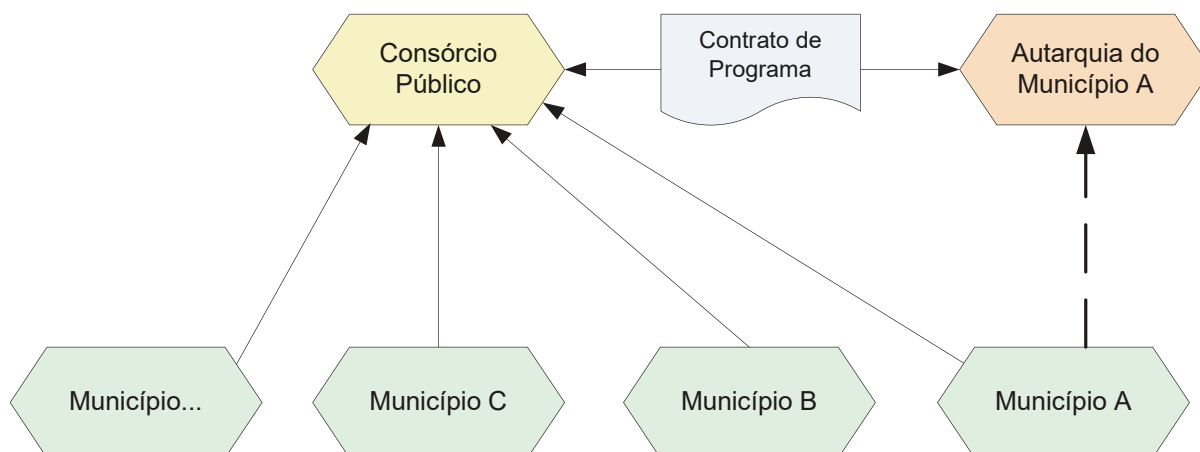 Consórcio
Público
Contrato de
Programa
Autarquia do
Município A
Município...
Município C
Município B
Município A